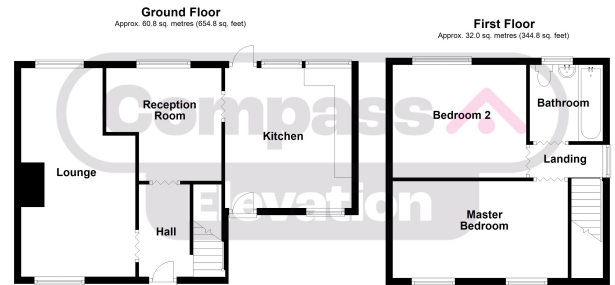 Ground Floor
Approx. 60.8 sq. metres (654.8 sq. feet)
Lounge
Reception
Room
Kitchen
Hall
First Floor
Approx. 32.0 sq. metres (344.8 sq. feet)
Bedroom 2
Bathroom
Landing
Master
Bedroom
Compass
Elevation